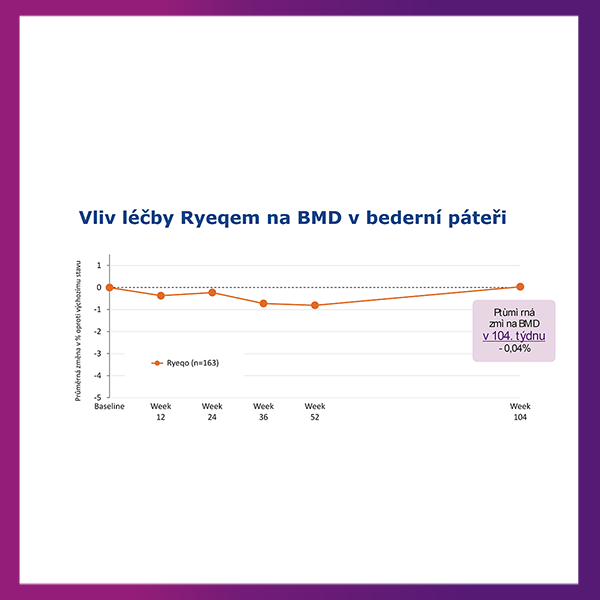 Vliv léčby Ryeqem na BMD v bederní páteři
Průměrná změna v % oproti výchozímu stavu
1
0
-1
-2
-3
-4
-5
Ryeqo (n=163)
Ptùmì rná
zmì na BMD
v 104. týdnu
- 0,04%
Baseline
Week
12
Week
24
Week
36
Week
52
Week
104